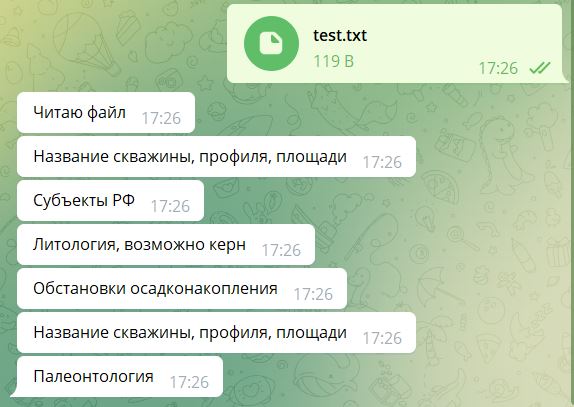 test.txt
119 B
17:26
Читаю файл 17:26
Название скважины, профиля, площади 17:26
Субъекты РФ 17:26
Литология, возможно керн 17:26
Обстановки осадконакопления 17:26
Название скважины, профиля, площади 17:26
Палеонтология 17:26